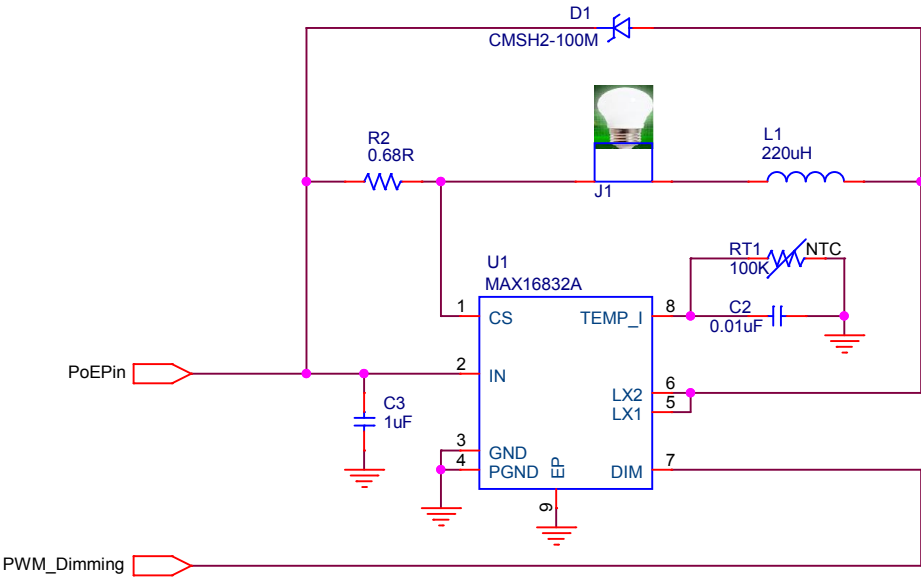 D1
CMSH2-100M
R2
0.68R
L1
220uH
J1
RT1
100K
NTC
U1
MAX16832A
C2
0.01uF
1
CS
TEMP_I
8
PoEPin
2
IN
C3
1uF
LX2
6
LX1
5
3
GND
4
PGND
EP
DIM
7
9
PWM_Dimming